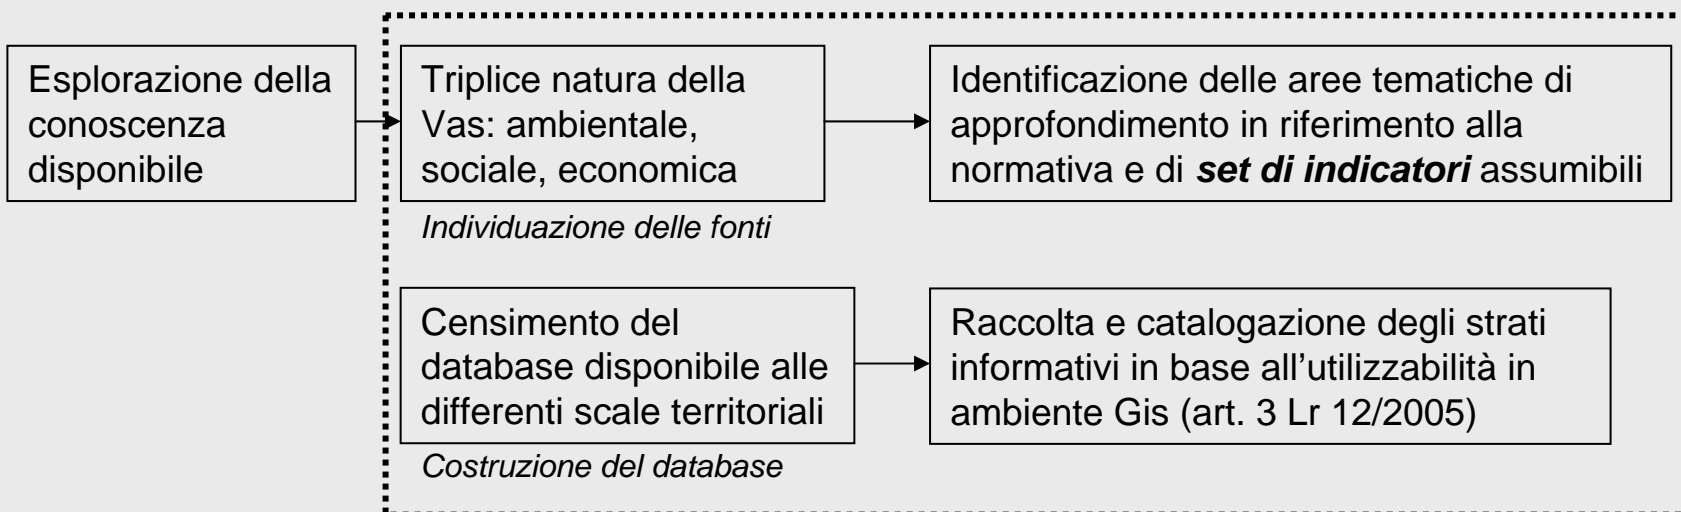 Esplorazione della
conoscenza
disponibile
Triplice natura della
Vas: ambientale,
sociale, economica
Individuazione delle fonti
Identificazione delle aree tematiche di
approfondimento in riferimento alla
normativa e di set di indicatori assumibili
Censimento del
database disponibile alle
differenti scale territoriali
Costruzione del database
Raccolta e catalogazione degli strati
informativi in base all’utilizzabilità in
ambiente Gis (art. 3 Lr 12/2005)